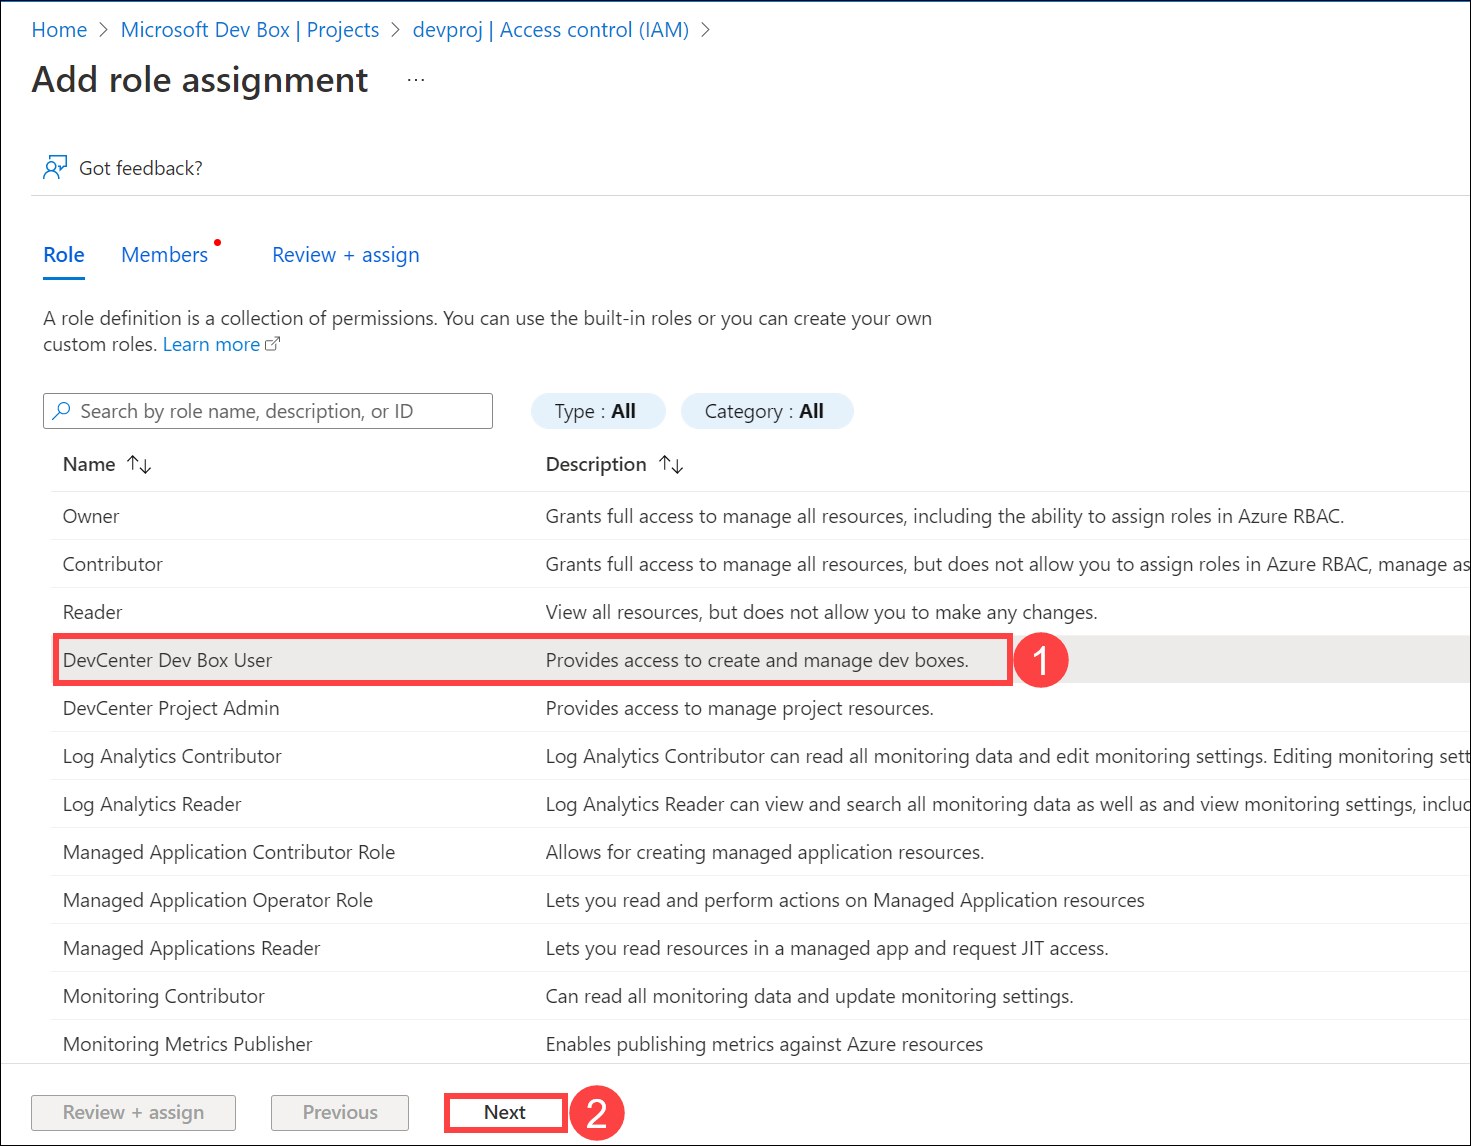 Home > Microsoft Dev Box | Projects > devproj | Access control (IAM) >
Add role assignment ...
Got feedback?
Role Members Review + assign
A role definition is a collection of permissions. You can use the built-in roles or you can create your own
custom roles. Learn more
Search by role name, description, or ID Type : All Category : All
Name ↑↓ Description ↑↓
Owner Grants full access to manage all resources, including the ability to assign roles in Azure RBAC.
Contributor Grants full access to manage all resources, but does not allow you to assign roles in Azure RBAC, manage as
Reader View all resources, but does not allow you to make any changes.
DevCenter Dev Box User Provides access to create and manage dev boxes. 1
DevCenter Project Admin Provides access to manage project resources.
Log Analytics Contributor Log Analytics Contributor can read all monitoring data and edit monitoring settings. Editing monitoring sett
Log Analytics Reader Log Analytics Reader can view and search all monitoring data as well as and view monitoring settings, includ
Managed Application Contributor Role Allows for creating managed application resources.
Managed Application Operator Role Lets you read and perform actions on Managed Application resources
Managed Applications Reader Lets you read resources in a managed app and request JIT access.
Monitoring Contributor Can read all monitoring data and update monitoring settings.
Monitoring Metrics Publisher Enables publishing metrics against Azure resources
Review + assign Previous Next 2